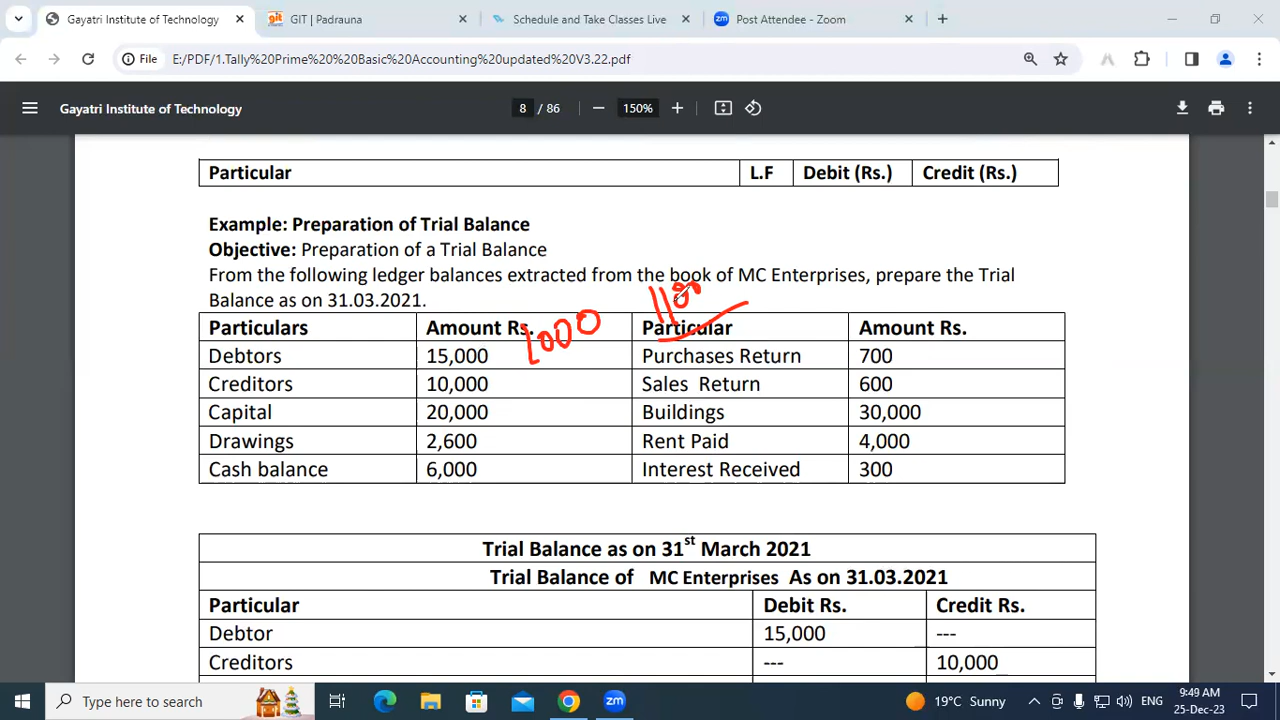 Gayatri Institute of Technology
GIT | Padrauna
Schedule and Take Classes Live
zm Post Attendee - Zoom
File E:/PDF/1.Tally%20Prime%20%20Basic%20Accounting%20updated%20V3.22.pdf
Gayatri Institute of Technology
8 / 86
150%
Particular L.F Debit (Rs.) Credit (Rs.)
Example: Preparation of Trial Balance
Objective: Preparation of a Trial Balance
From the following ledger balances extracted from the book of MC Enterprises, prepare the Trial
Balance as on 31.03.2021.
Particulars Amount Rs. Particular Amount Rs.
1000
Debtors 15,000 Purchases Return 700
Creditors 10,000 Sales Return 600
Capital 20,000 Buildings 30,000
Drawings 2,600 Rent Paid 4,000
Cash balance 6,000 Interest Received 300
Trial Balance as on 31st March 2021
Trial Balance of MC Enterprises As on 31.03.2021
Particular Debit Rs. Credit Rs.
Debtor 15,000 ---
Creditors --- 10,000
Type here to search
zm
19°C Sunny
9:49 AM
25-Dec-23